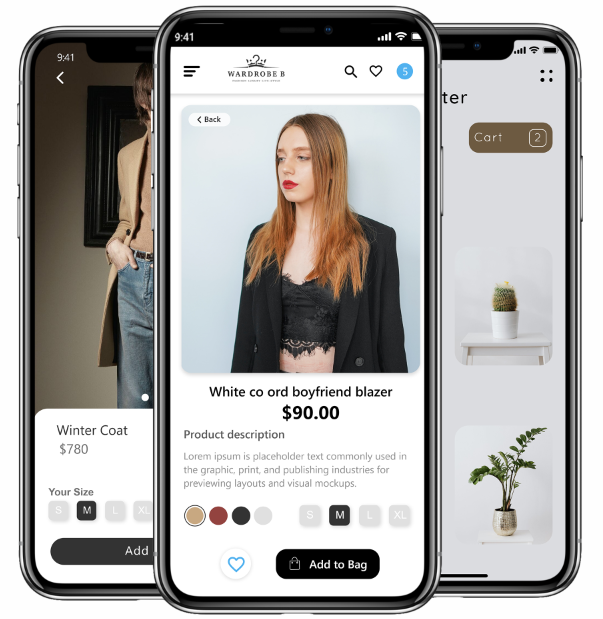 9:41
Winter Coat
$780
Your Size
S M L XL
Add
9:41
WARDROBE B
5
Back
White co ord boyfriend blazer
$90.00
Product description
Lorem ipsum is placeholder text commonly used in
the graphic, print, and publishing industries for
previewing layouts and visual mockups.
S M L XL
Add to Bag
ter
Cart 2